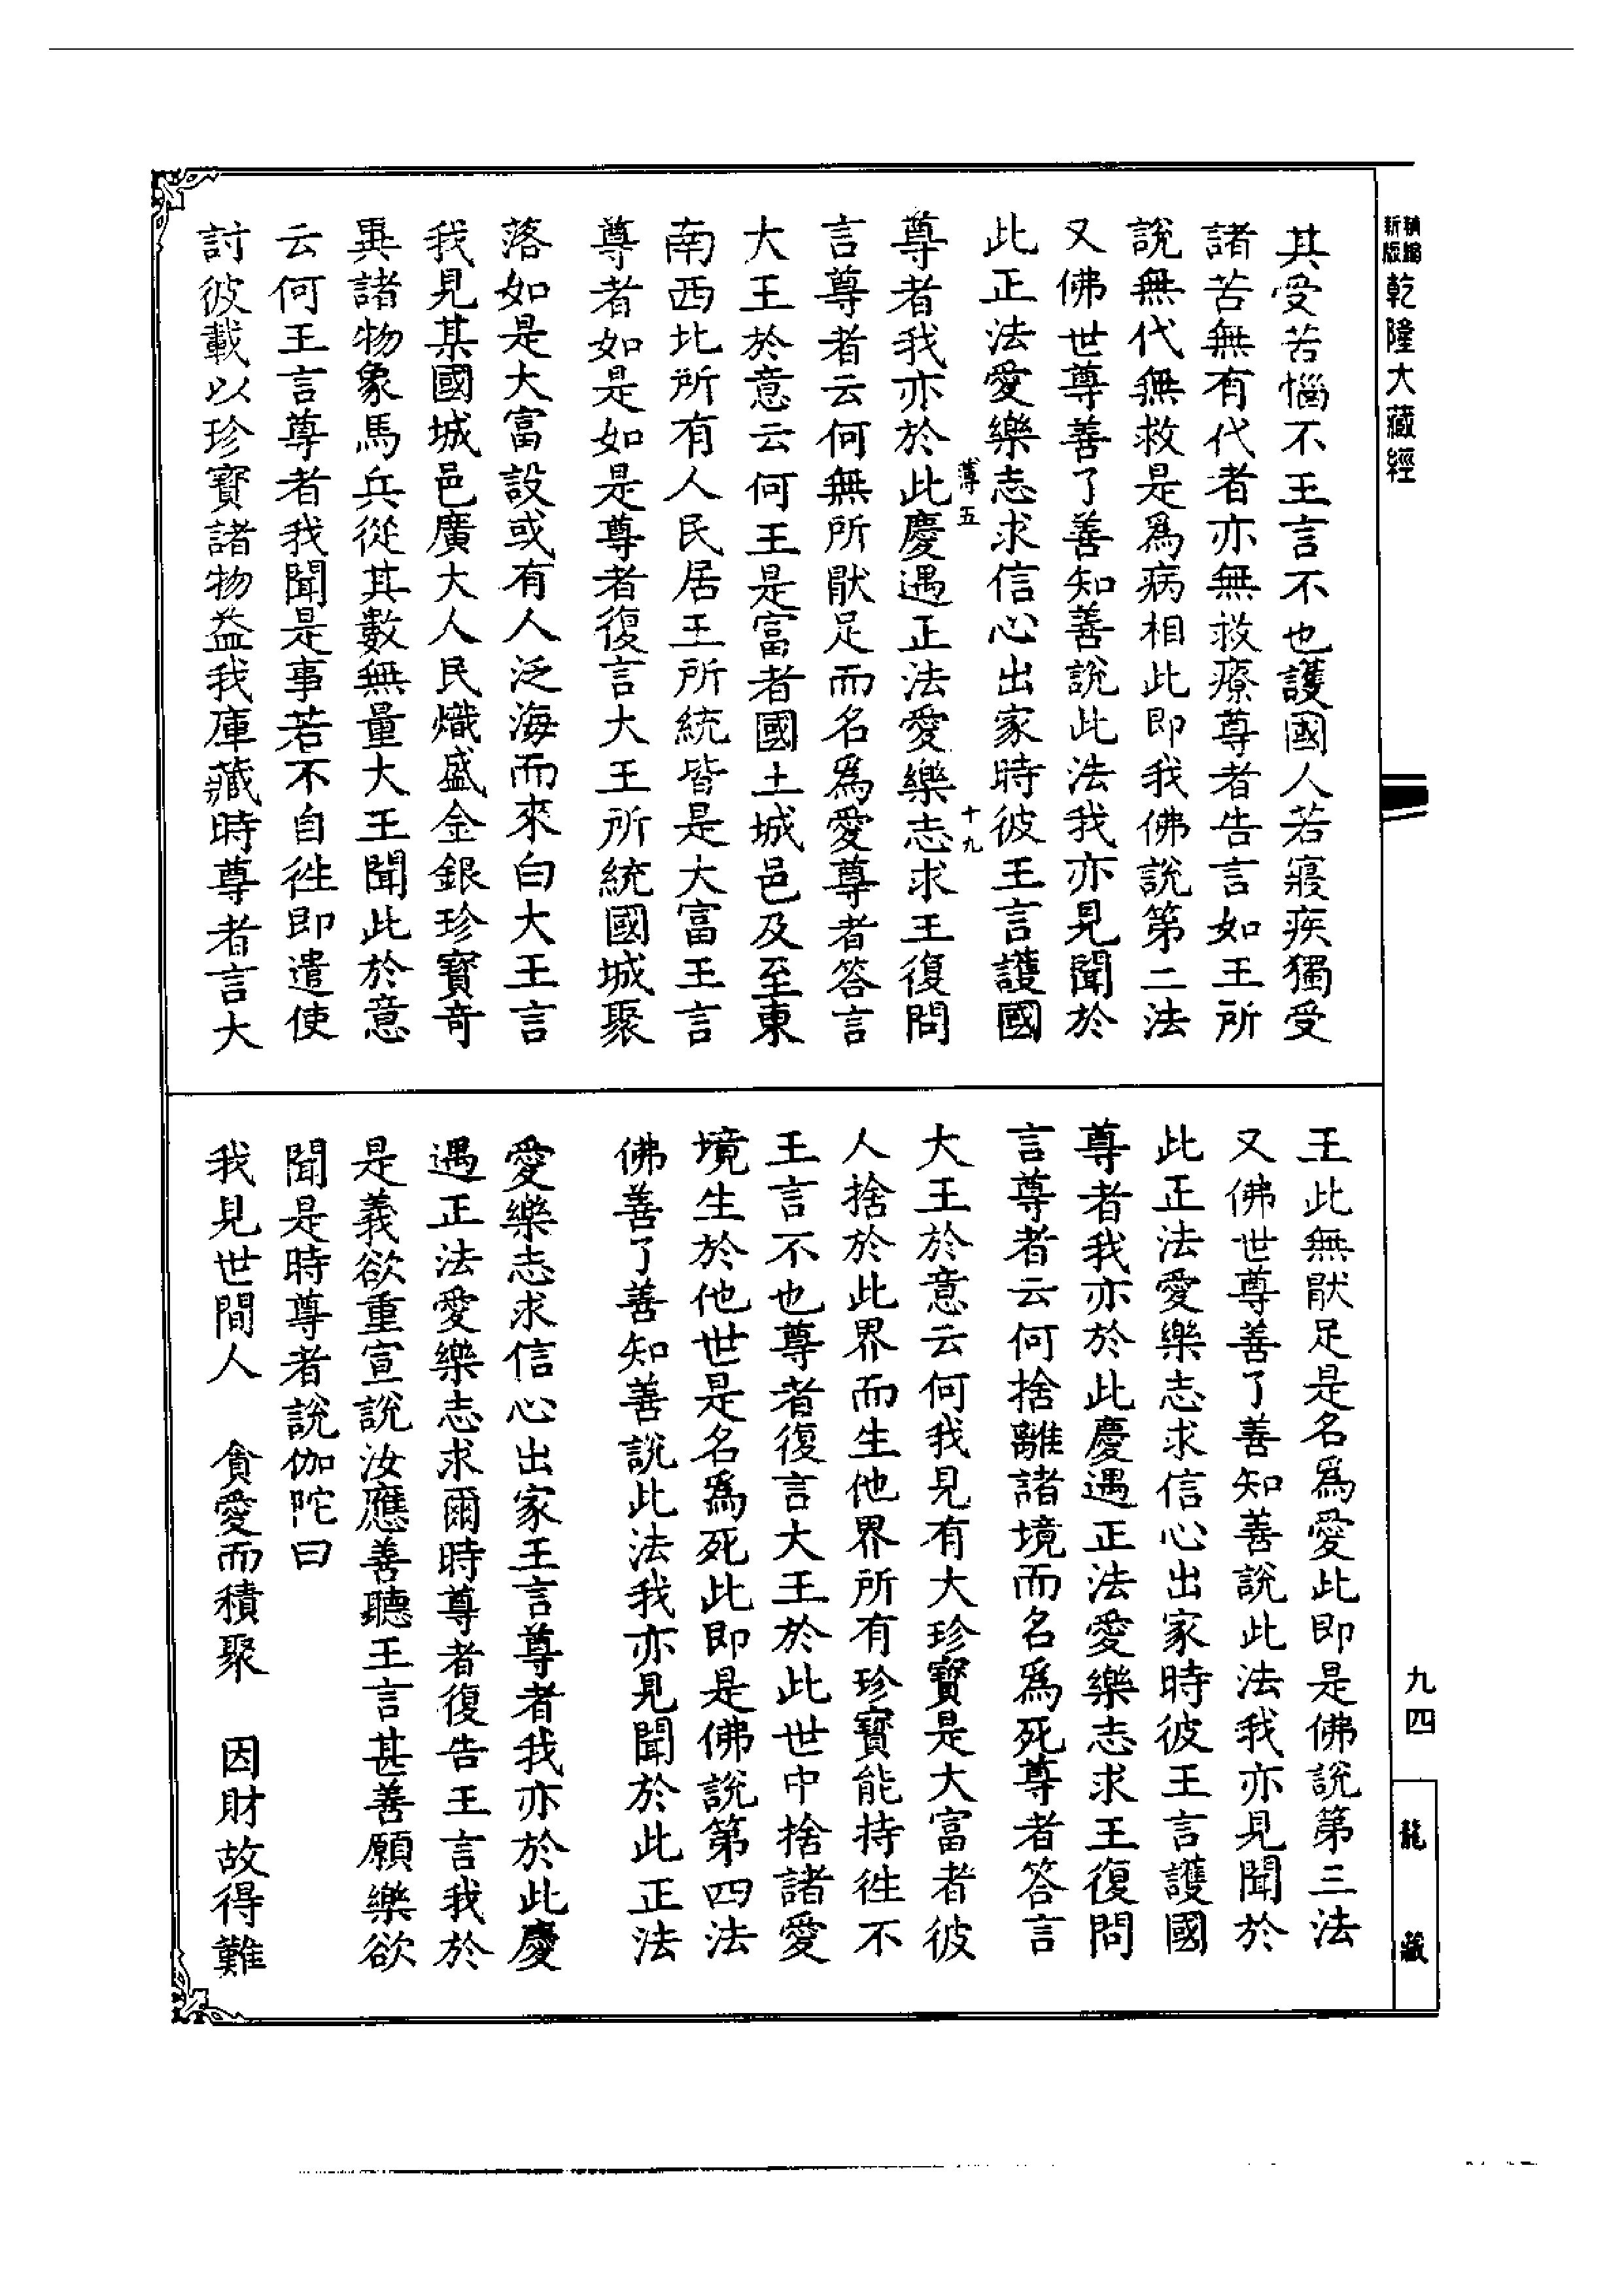 新版精縮乾隆大藏經
其受苦惱不王言不也護國人若寢疾獨受
諸苦無有代者亦無救療尊者告言如王所
說無代無救是爲病相此即我佛說第二法
又佛世尊善了善知善說此法我亦見聞於
此正法愛樂志求信心出家時彼王言護國
薄五 十九
尊者我亦於此慶遇正法愛樂志求王復問
言尊者云何無所猒足而名爲愛尊者答言
大王於意云何王是富者國土城邑及至東
南西北所有人民居王所統皆是大富王言
尊者如是如是尊者復言大王所統國城聚
落如是大富設或有人泛海而來白大王言
我見某國城邑廣大人民熾盛金銀珍寶竒
異諸物象馬兵從其數無量大王聞此於意
云何王言尊者我聞是事若不自徃即遣使
討彼載以珍寶諸物益我庫藏時尊者言大
王此無猒足是名爲愛此即是佛說第三法
又佛世尊善了善知善說此法我亦見聞於
此正法愛樂志求信心出家時彼王言護國
尊者我亦於此慶遇正法愛樂志求王復問
言尊者云何捨離諸境而名爲死尊者答言
大王於意云何我見有大珍寶是大富者彼
人捨於此界而生他界所有珍寶能持徃不
王言不也尊者復言大王於此世中捨諸愛
境生於他世是名爲死此即是佛說第四法
佛善了善知善說此法我亦見聞於此正法
愛樂志求信心出家王言尊者我亦於此慶
遇正法愛樂志求爾時尊者復告王言我於
是義欲重宣說汝應善聽王言甚善願樂欲
聞是時尊者說伽陀曰
我見世間人　貪愛而積聚　因財故得難
九四
龍藏